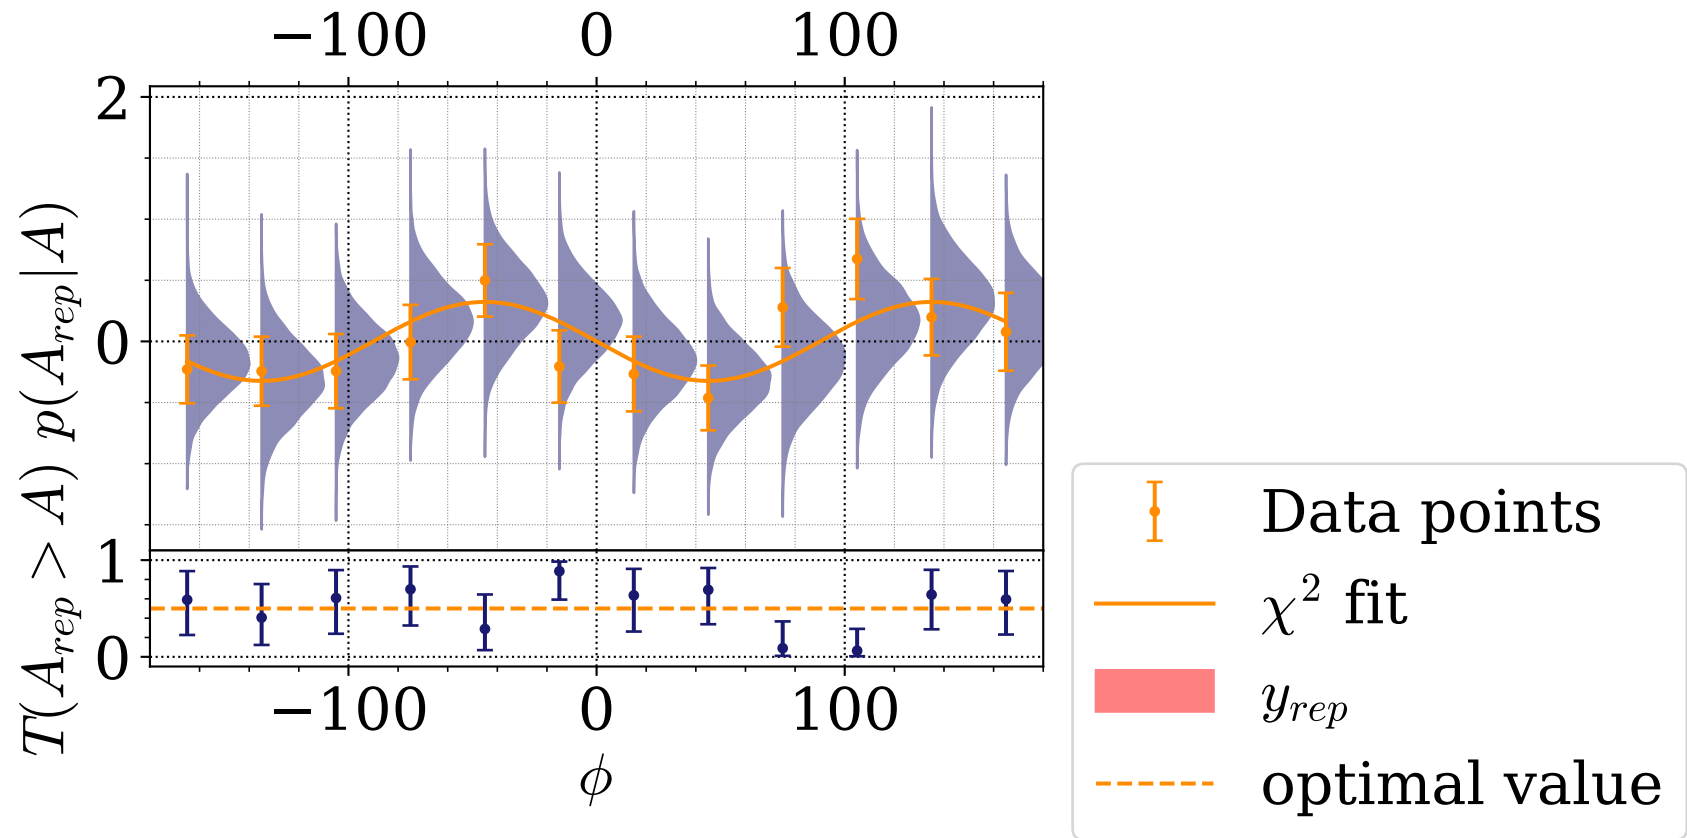 −100 0 100
2
0
p(A_rep|A)
1
0
T(A_rep > A)
−100 0 100
ϕ
Data points
χ² fit
y_rep
optimal value